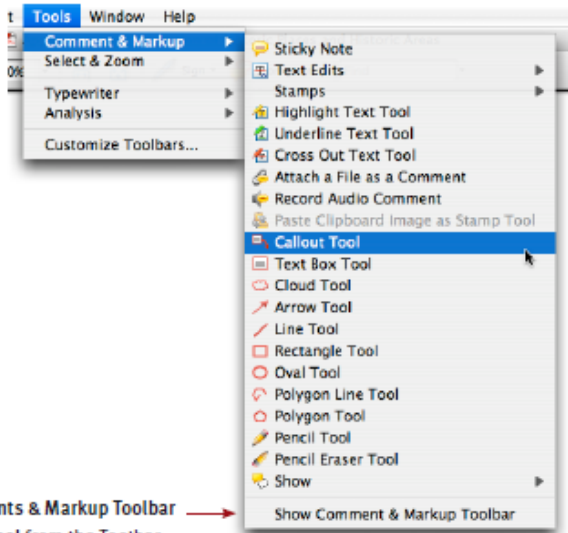 t Tools Window Help
Comment & Markup
Select & Zoom
Typewriter
Analysis
Customize Toolbars...
Sticky Note
Text Edits
Stamps
Highlight Text Tool
Underline Text Tool
Cross Out Text Tool
Attach a File as a Comment
Record Audio Comment
Paste Clipboard Image as Stamp Tool
Callout Tool
Text Box Tool
Cloud Tool
Arrow Tool
Line Tool
Rectangle Tool
Oval Tool
Polygon Line Tool
Polygon Tool
Pencil Tool
Pencil Eraser Tool
Show
Show Comment & Markup Toolbar
nts & Markup Toolbar